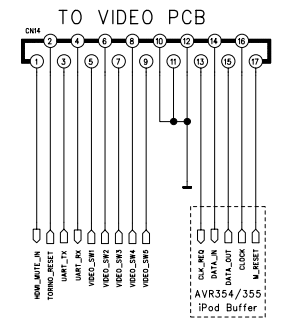 TO VIDEO PCB
CN14
2 4 6 8 10 12 14 16
1 3 5 7 9 11 13 15 17
HDMI_MUTE_IN
TORINO_RESET
UART_TX
UART_RX
VIDEO_SW1
VIDEO_SW2
VIDEO_SW3
VIDEO_SW4
VIDEO_SW5
CLK_REQ
DATA_IN
DATA_OUT
CLOCK
M_RESET
AVR354/355
iPod Buffer